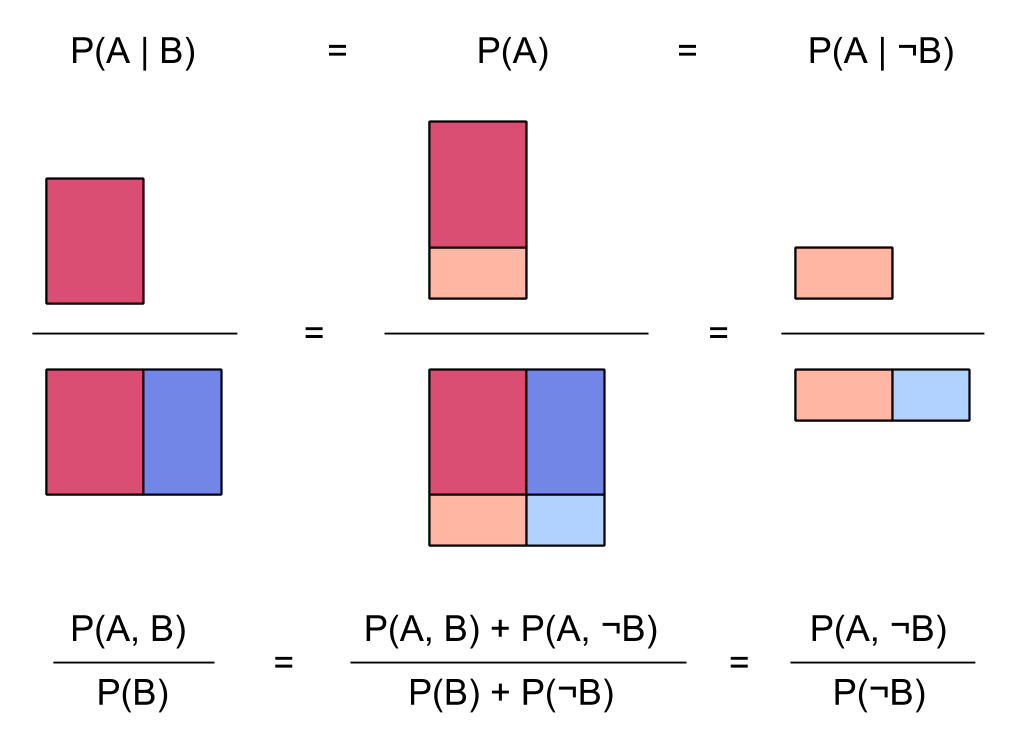 P(A | B) = P(A) = P(A | ¬B)
= =
P(A, B) = P(A, B) + P(A, ¬B) = P(A, ¬B)
P(B) P(B) + P(¬B) P(¬B)